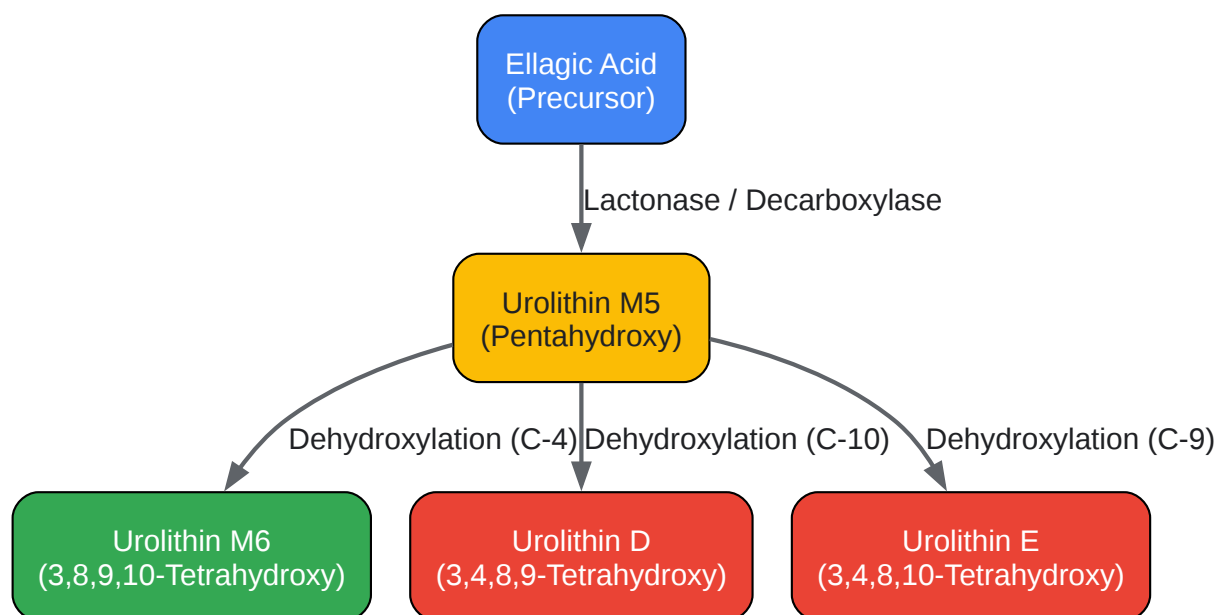 Ellagic Acid
(Precursor)
Lactonase / Decarboxylase
Urolithin M5
(Pentahydroxy)
Dehydroxylation (C-4)
Dehydroxylation (C-10)
Dehydroxylation (C-9)
Urolithin M6
(3,8,9,10-Tetrahydroxy)
Urolithin D
(3,4,8,9-Tetrahydroxy)
Urolithin E
(3,4,8,10-Tetrahydroxy)